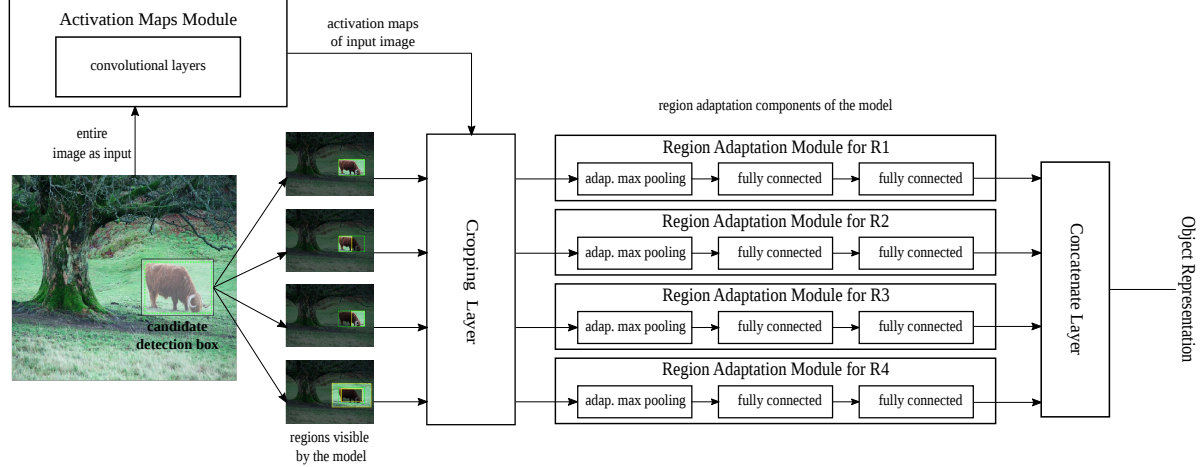 Activation Maps Module
convolutional layers
activation maps
of input image
entire
image as input
candidate
detection box
regions visible
by the model
Cropping Layer
region adaptation components of the model
Region Adaptation Module for R1
adap. max pooling
fully connected
fully connected
Region Adaptation Module for R2
adap. max pooling
fully connected
fully connected
Region Adaptation Module for R3
adap. max pooling
fully connected
fully connected
Region Adaptation Module for R4
adap. max pooling
fully connected
fully connected
Concatenate Layer
Object Representation